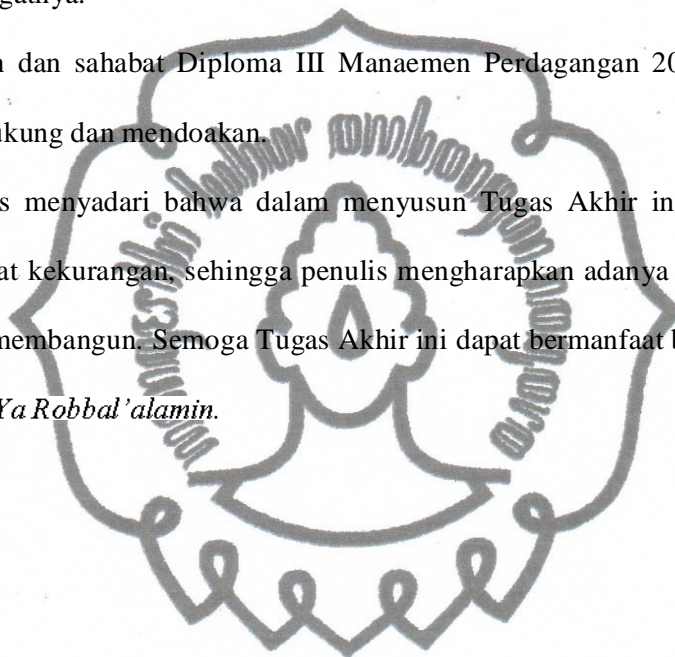 gatnya.
n dan sahabat Diploma III Manaemen Perdagangan 20
ukung dan mendoakan.
s menyadari bahwa dalam menyusun Tugas Akhir in
at kekurangan, sehingga penulis mengharapkan adanya
membangun. Semoga Tugas Akhir ini dapat bermanfaat b
Ya Robbal’alamin.